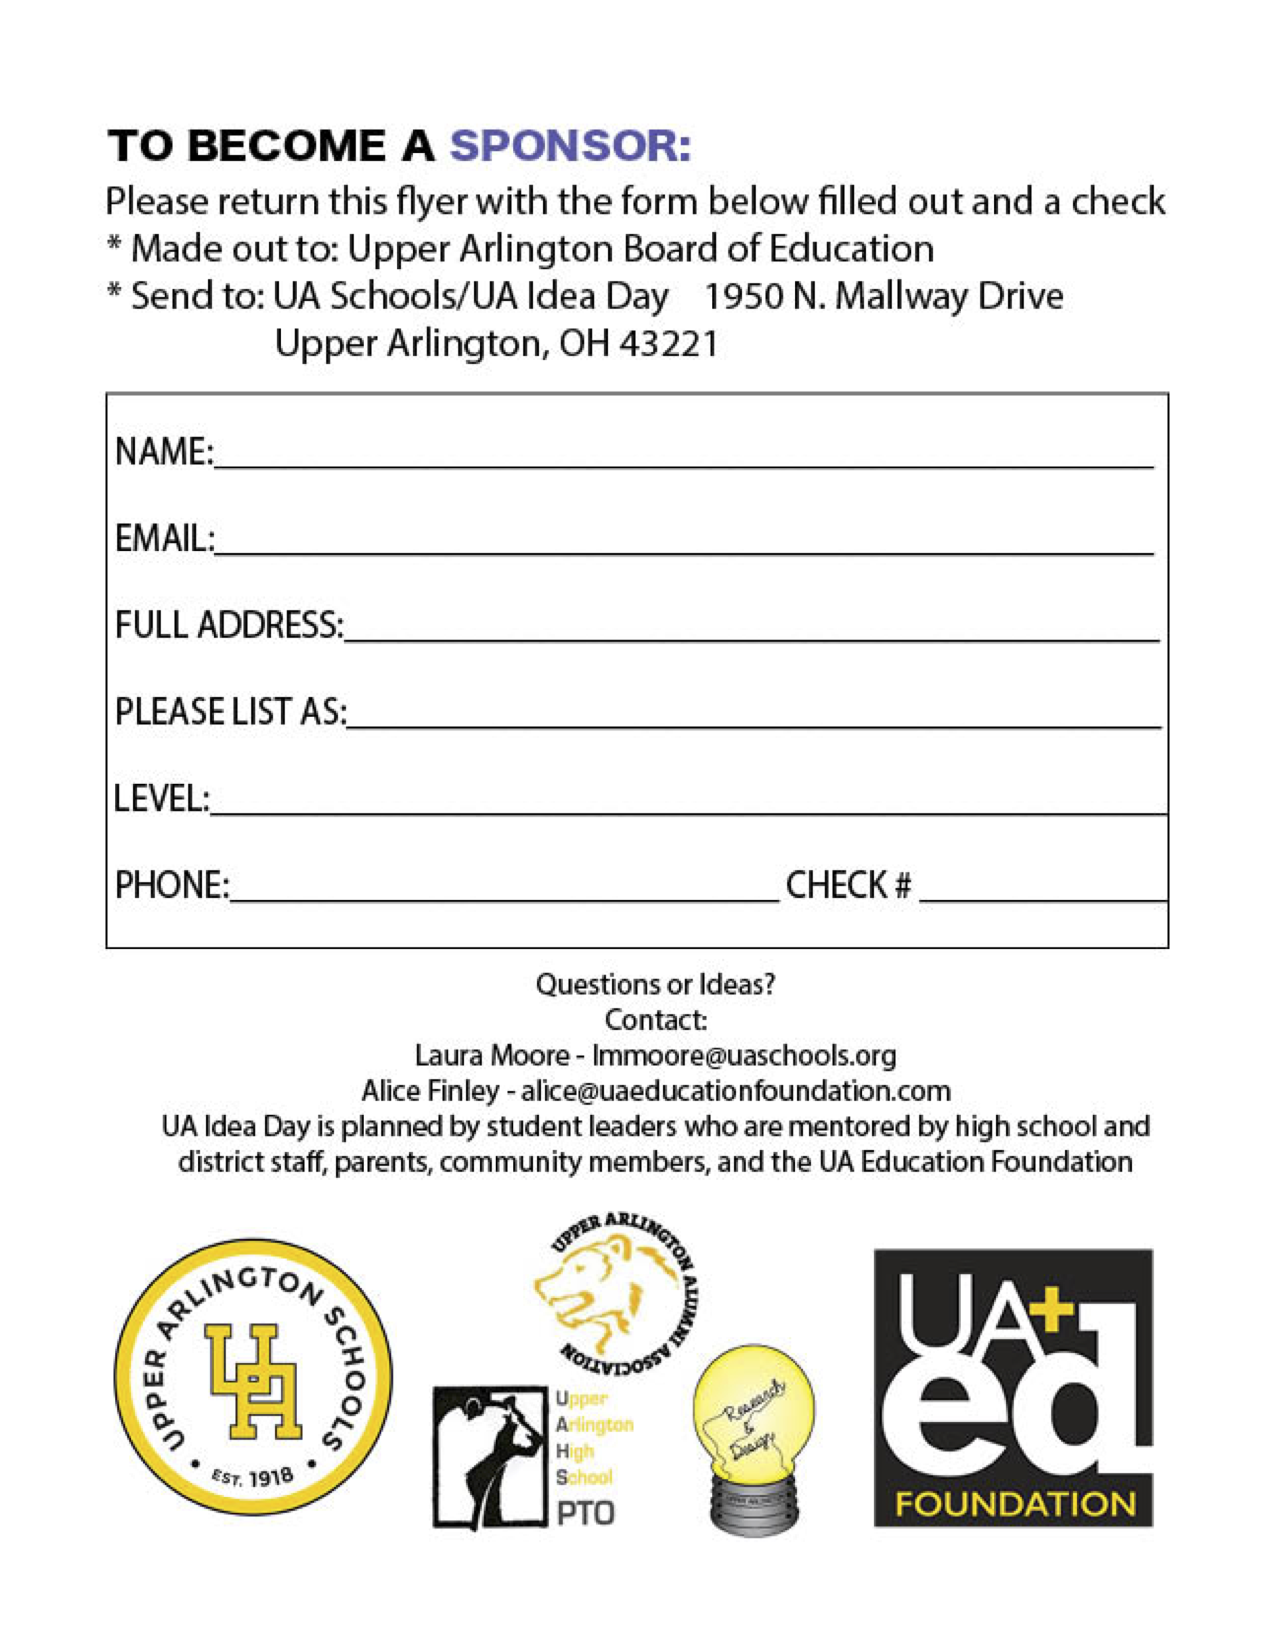 TO BECOME A SPONSOR:
Please return this flyer with the form below filled out and a check
* Made out to: Upper Arlington Board of Education
* Send to: UA Schools/UA Idea Day 1950 N. Mallway Drive
Upper Arlington, OH 43221
NAME:
EMAIL:
FULL ADDRESS:
PLEASE LIST AS:
LEVEL:
PHONE: CHECK #
Questions or Ideas?
Contact:
Laura Moore - lmmoore@uaschools.org
Alice Finley - alice@uaeducationfoundation.com
UA Idea Day is planned by student leaders who are mentored by high school and
district staff, parents, community members, and the UA Education Foundation
UPPER ARLINGTON SCHOOLS
UA
• EST. 1918 •
UPPER ARLINGTON ALUMNI ASSOCIATION
Upper
Arlington
High
School
PTO
Research
&
Design
UPPER ARLINGTON
UA+
ed
FOUNDATION